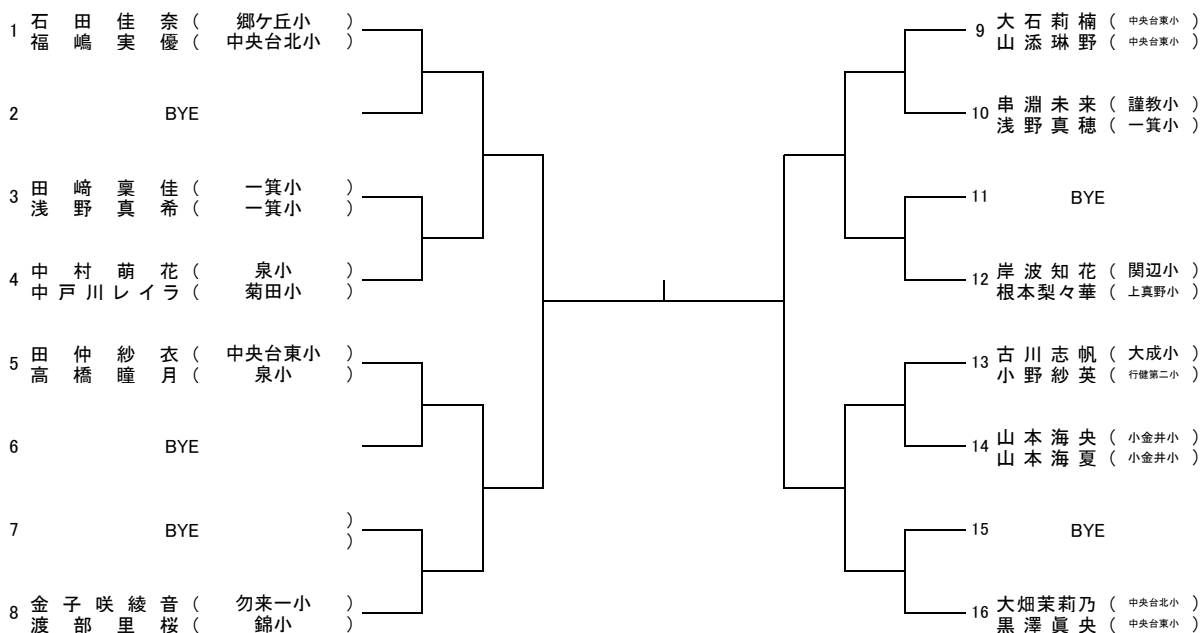 1 石田佳奈 ( 郷ケ丘小 )
福嶋実優 ( 中央台北小 )
2 BYE
3 田﨑稟佳 ( 一箕小 )
浅野真希 ( 一箕小 )
4 中村萌花 ( 泉小 )
中戸川レイラ ( 菊田小 )
5 田仲紗衣 ( 中央台東小 )
高橋瞳月 ( 泉小 )
6 BYE
7 BYE )
)
8 金子咲綾音 ( 勿来一小 )
渡部里桜 ( 錦小 )
9 大石莉楠 ( 中央台東小 )
山添琳野 ( 中央台東小 )
10 串淵未来 ( 謹教小 )
浅野真穂 ( 一箕小 )
11 BYE
12 岸波知花 ( 関辺小 )
根本梨々華 ( 上真野小 )
13 古川志帆 ( 大成小 )
小野紗英 ( 行健第二小 )
14 山本海央 ( 小金井小 )
山本海夏 ( 小金井小 )
15 BYE
16 大畑茉莉乃 ( 中央台北小 )
黒澤眞央 ( 中央台東小 )